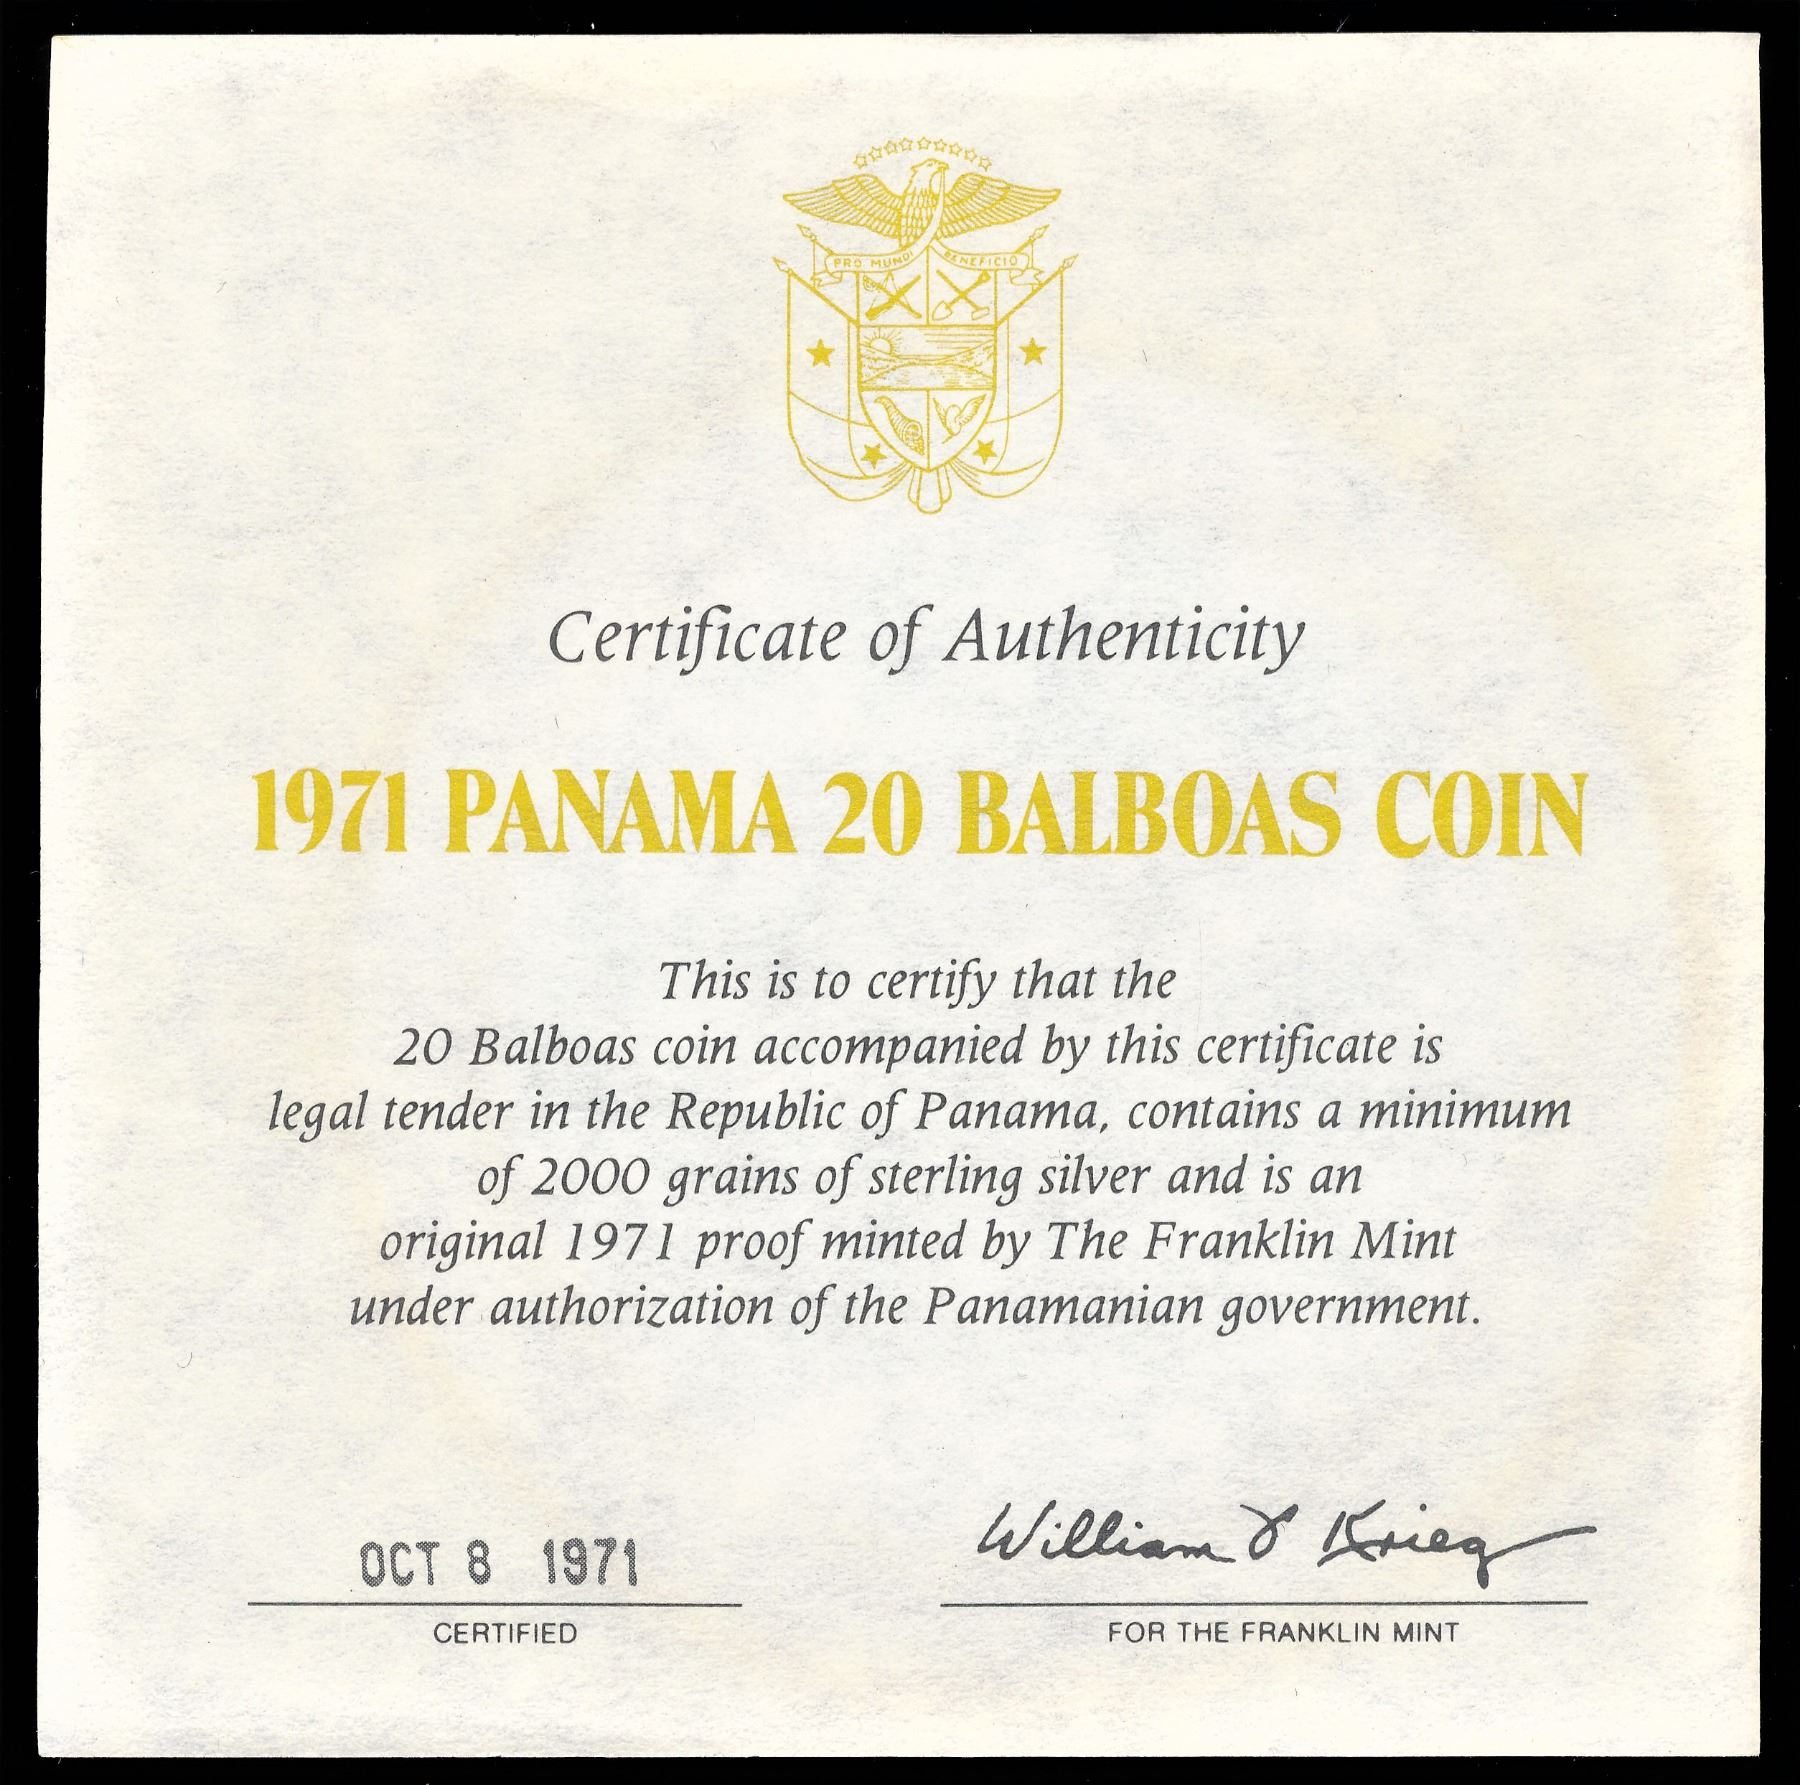 PRO MUNDI BENEFICIO
Certificate of Authenticity
1971 PANAMA 20 BALBOAS COIN
This is to certify that the
20 Balboas coin accompanied by this certificate is
legal tender in the Republic of Panama, contains a minimum
of 2000 grains of sterling silver and is an
original 1971 proof minted by The Franklin Mint
under authorization of the Panamanian government.
OCT 8 1971
CERTIFIED
William J Krieg
FOR THE FRANKLIN MINT